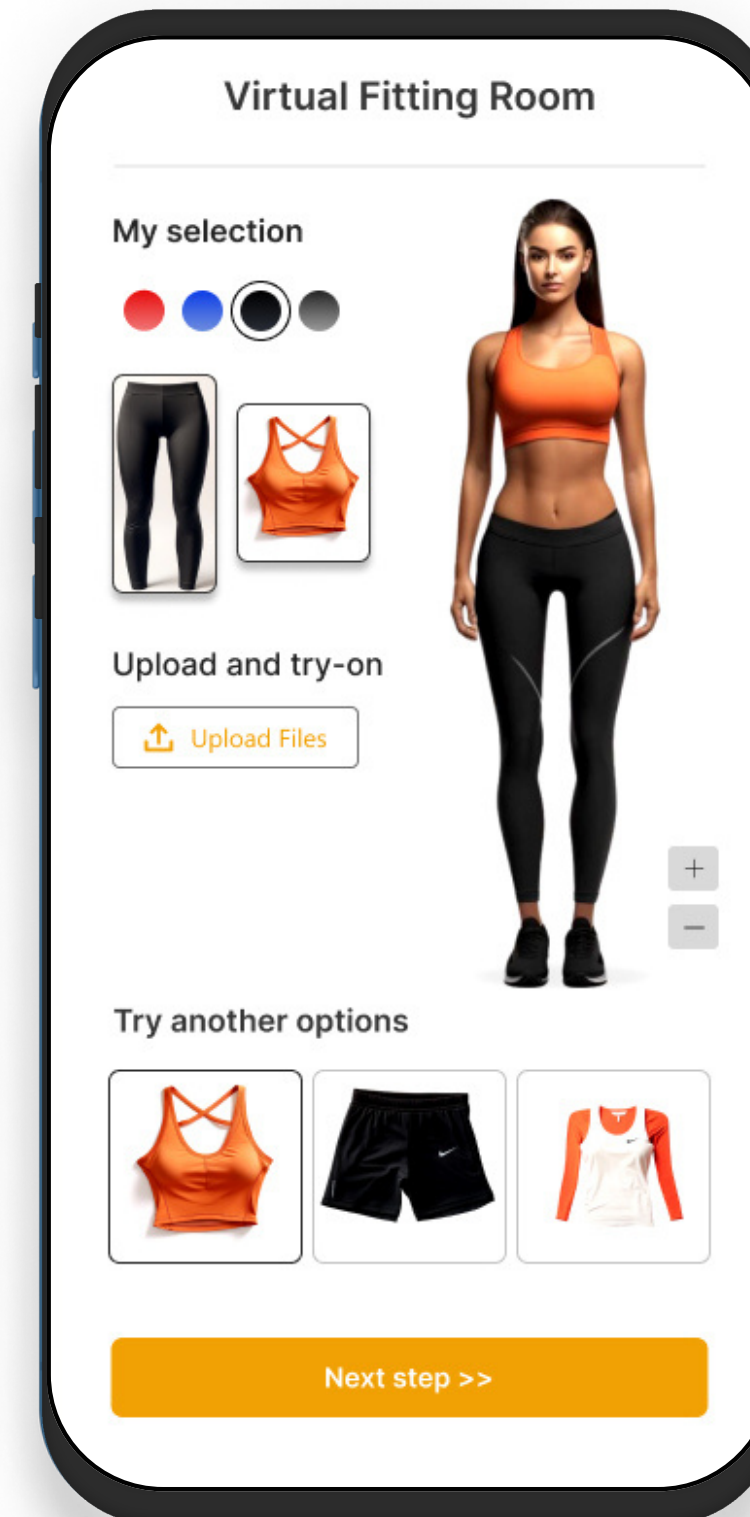 Virtual Fitting Room
My selection
Upload and try-on
Upload Files
+
−
Try another options
Next step >>